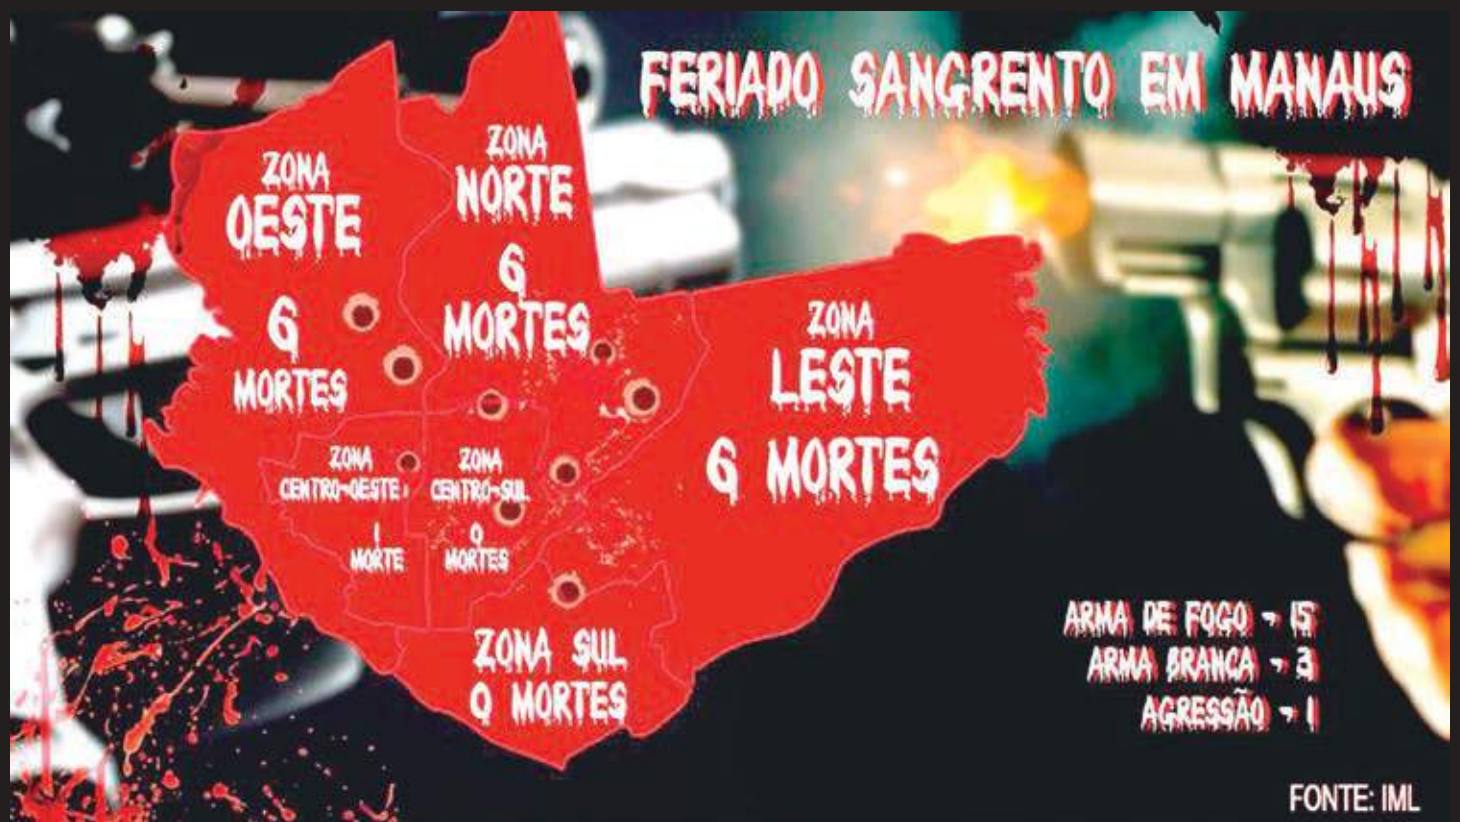 FERIADO SANGRENTO EM MANAUS
ZONA
OESTE
6
MORTES
ZONA
NORTE
6
MORTES
ZONA
LESTE
6 MORTES
ZONA
CENTRO-OESTE
1
MORTE
ZONA
CENTRO-SUL
0
MORTES
ZONA SUL
0 MORTES
ARMA DE FOGO - 15
ARMA BRANCA - 3
AGRESSÃO - 1
FONTE: IML